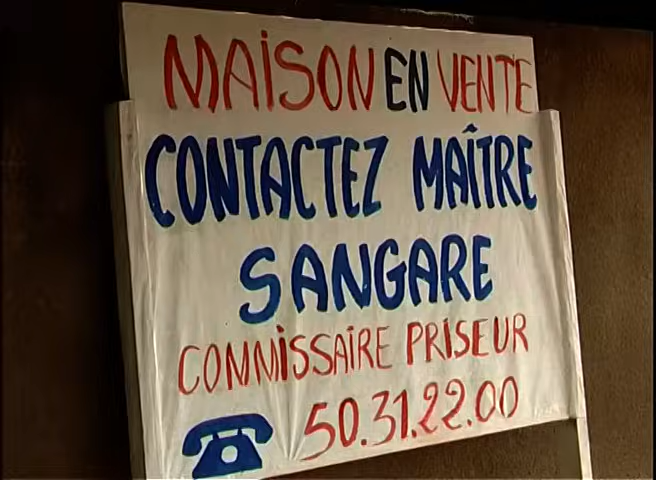 MAISON EN VENTE
CONTACTEZ MAÎTRE
SANGARE
COMMISSAIRE PRISEUR
50.31.22.00